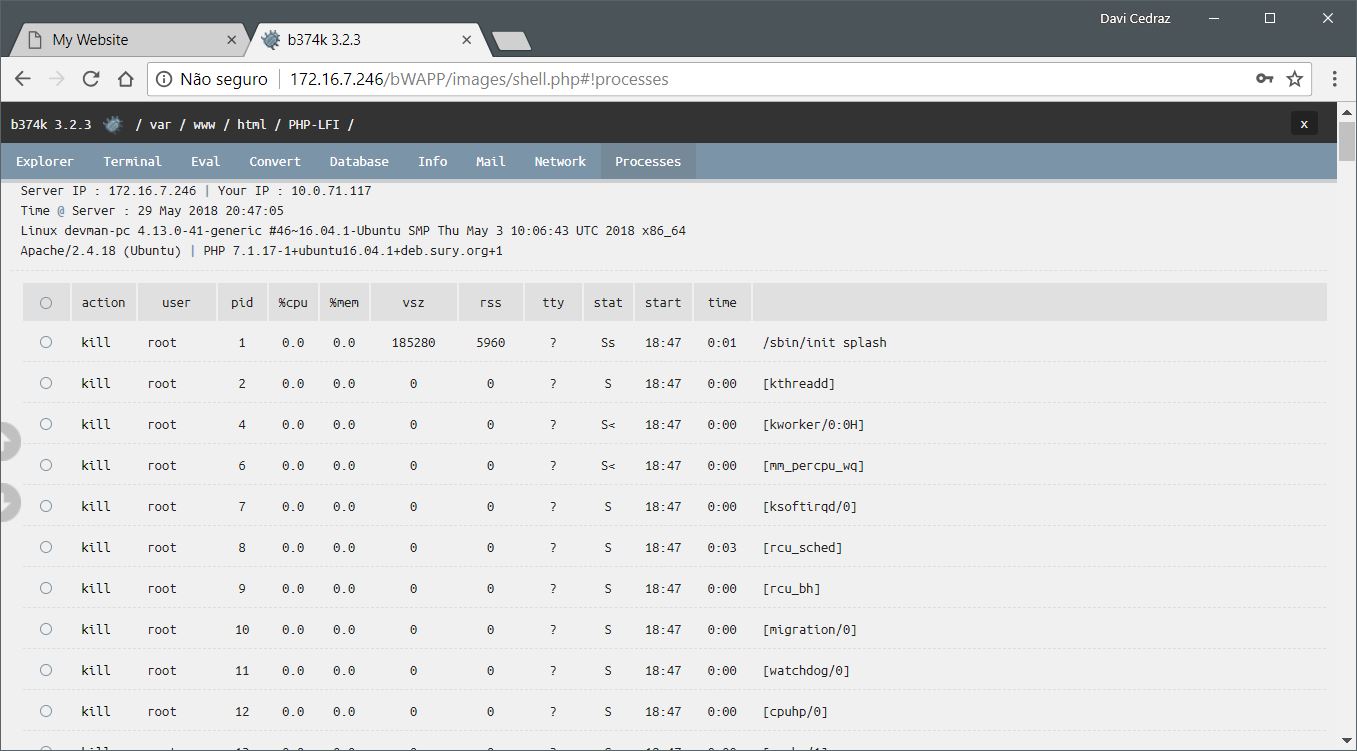 Davi Cedraz
My Website
b374k 3.2.3
Não seguro 172.16.7.246/bWAPP/images/shell.php#!processes
b374k 3.2.3 / var / www / html / PHP-LFI / x
Explorer Terminal Eval Convert Database Info Mail Network Processes
Server IP : 172.16.7.246 | Your IP : 10.0.71.117
Time @ Server : 29 May 2018 20:47:05
Linux devman-pc 4.13.0-41-generic #46~16.04.1-Ubuntu SMP Thu May 3 10:06:43 UTC 2018 x86_64
Apache/2.4.18 (Ubuntu) | PHP 7.1.17-1+ubuntu16.04.1+deb.sury.org+1
action user pid %cpu %mem vsz rss tty stat start time
kill root 1 0.0 0.0 185280 5960 ? Ss 18:47 0:01 /sbin/init splash
kill root 2 0.0 0.0 0 0 ? S 18:47 0:00 [kthreadd]
kill root 4 0.0 0.0 0 0 ? S< 18:47 0:00 [kworker/0:0H]
kill root 6 0.0 0.0 0 0 ? S< 18:47 0:00 [mm_percpu_wq]
kill root 7 0.0 0.0 0 0 ? S 18:47 0:00 [ksoftirqd/0]
kill root 8 0.0 0.0 0 0 ? S 18:47 0:03 [rcu_sched]
kill root 9 0.0 0.0 0 0 ? S 18:47 0:00 [rcu_bh]
kill root 10 0.0 0.0 0 0 ? S 18:47 0:00 [migration/0]
kill root 11 0.0 0.0 0 0 ? S 18:47 0:00 [watchdog/0]
kill root 12 0.0 0.0 0 0 ? S 18:47 0:00 [cpuhp/0]